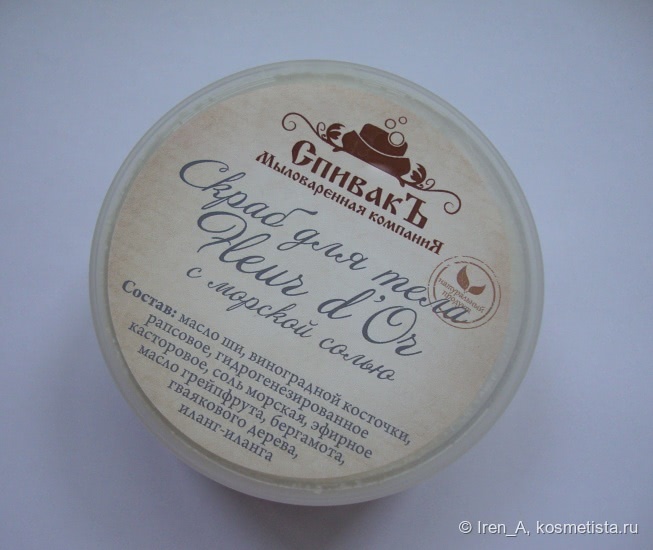 СпивакЪ
Мыловаренная компаниЯ
Скраб для тела
Fleur d'Or
с морской солью
натуральный
продукт
Состав: масло ши, виноградной косточки,
рапсовое, гидрогенезированное
касторовое, соль морская, эфирное
масло грейпфрута, бергамота,
гваякового дерева,
иланг-иланга
© Iren_A, kosmetista.ru